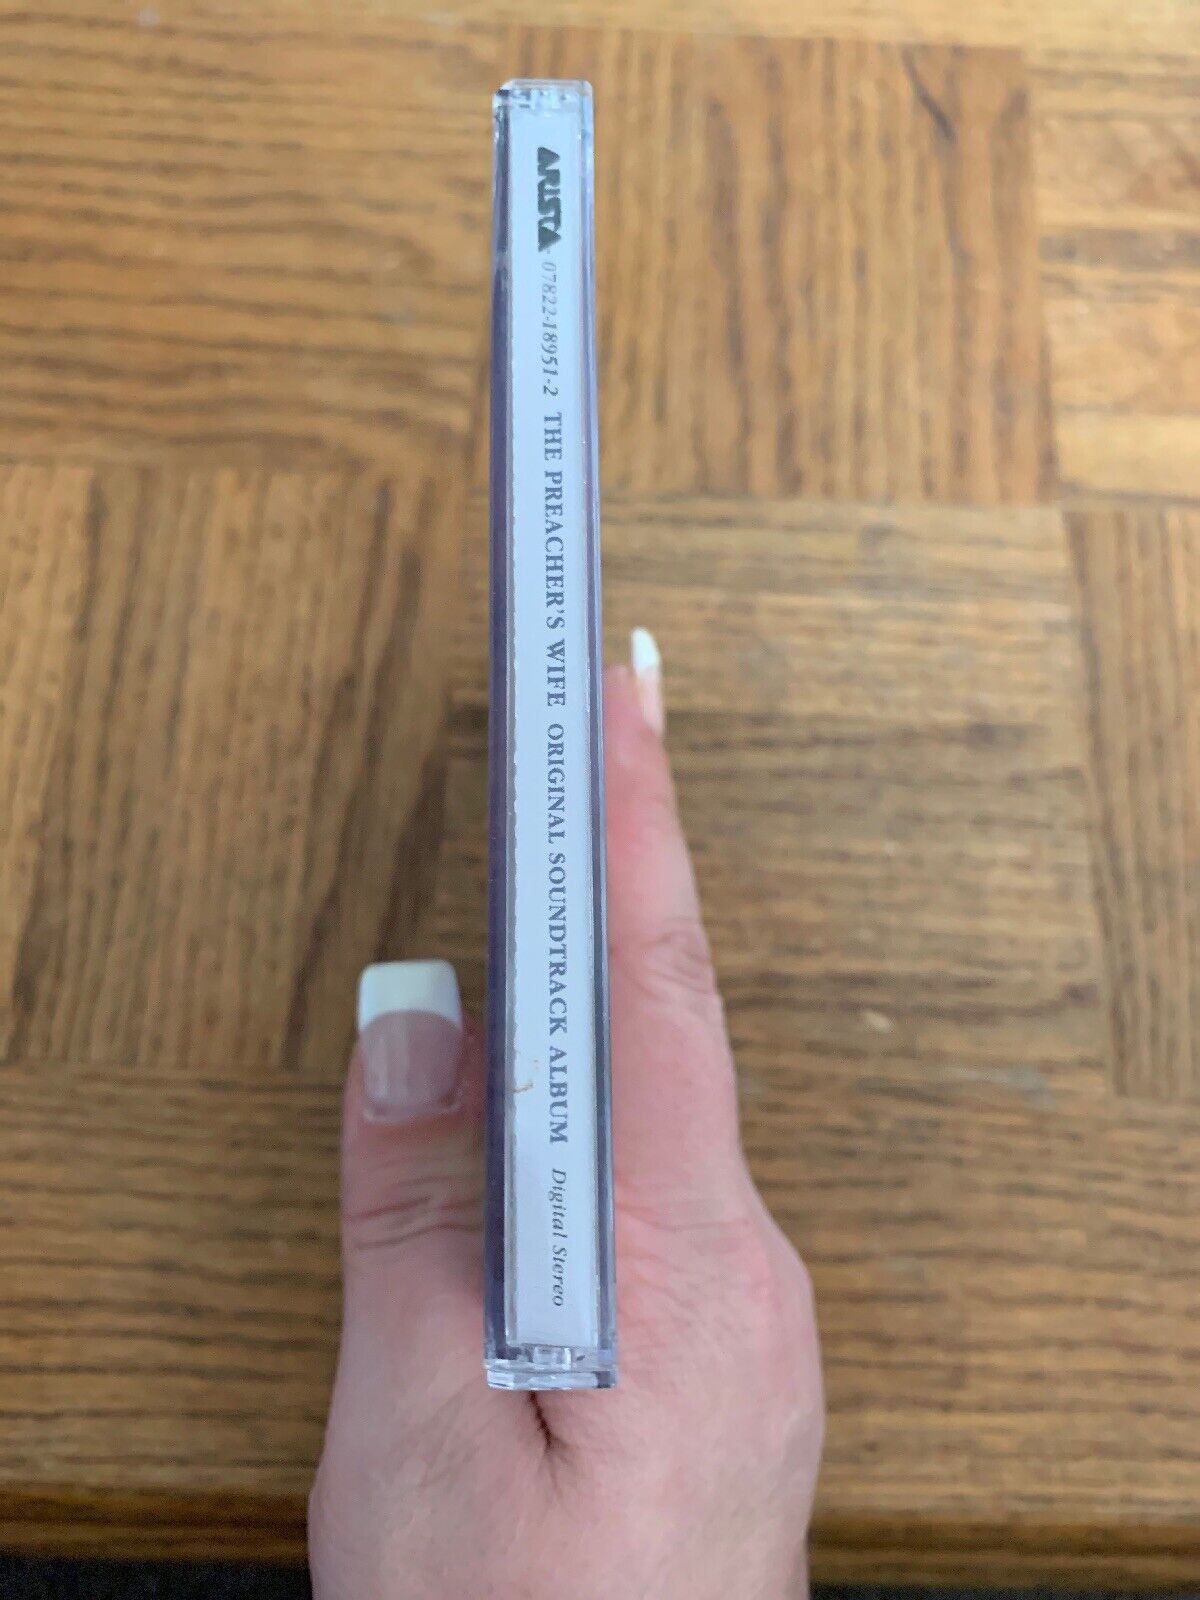 ARISTA 07822-18951-2 THE PREACHER'S WIFE ORIGINAL SOUNDTRACK ALBUM Digital Stereo